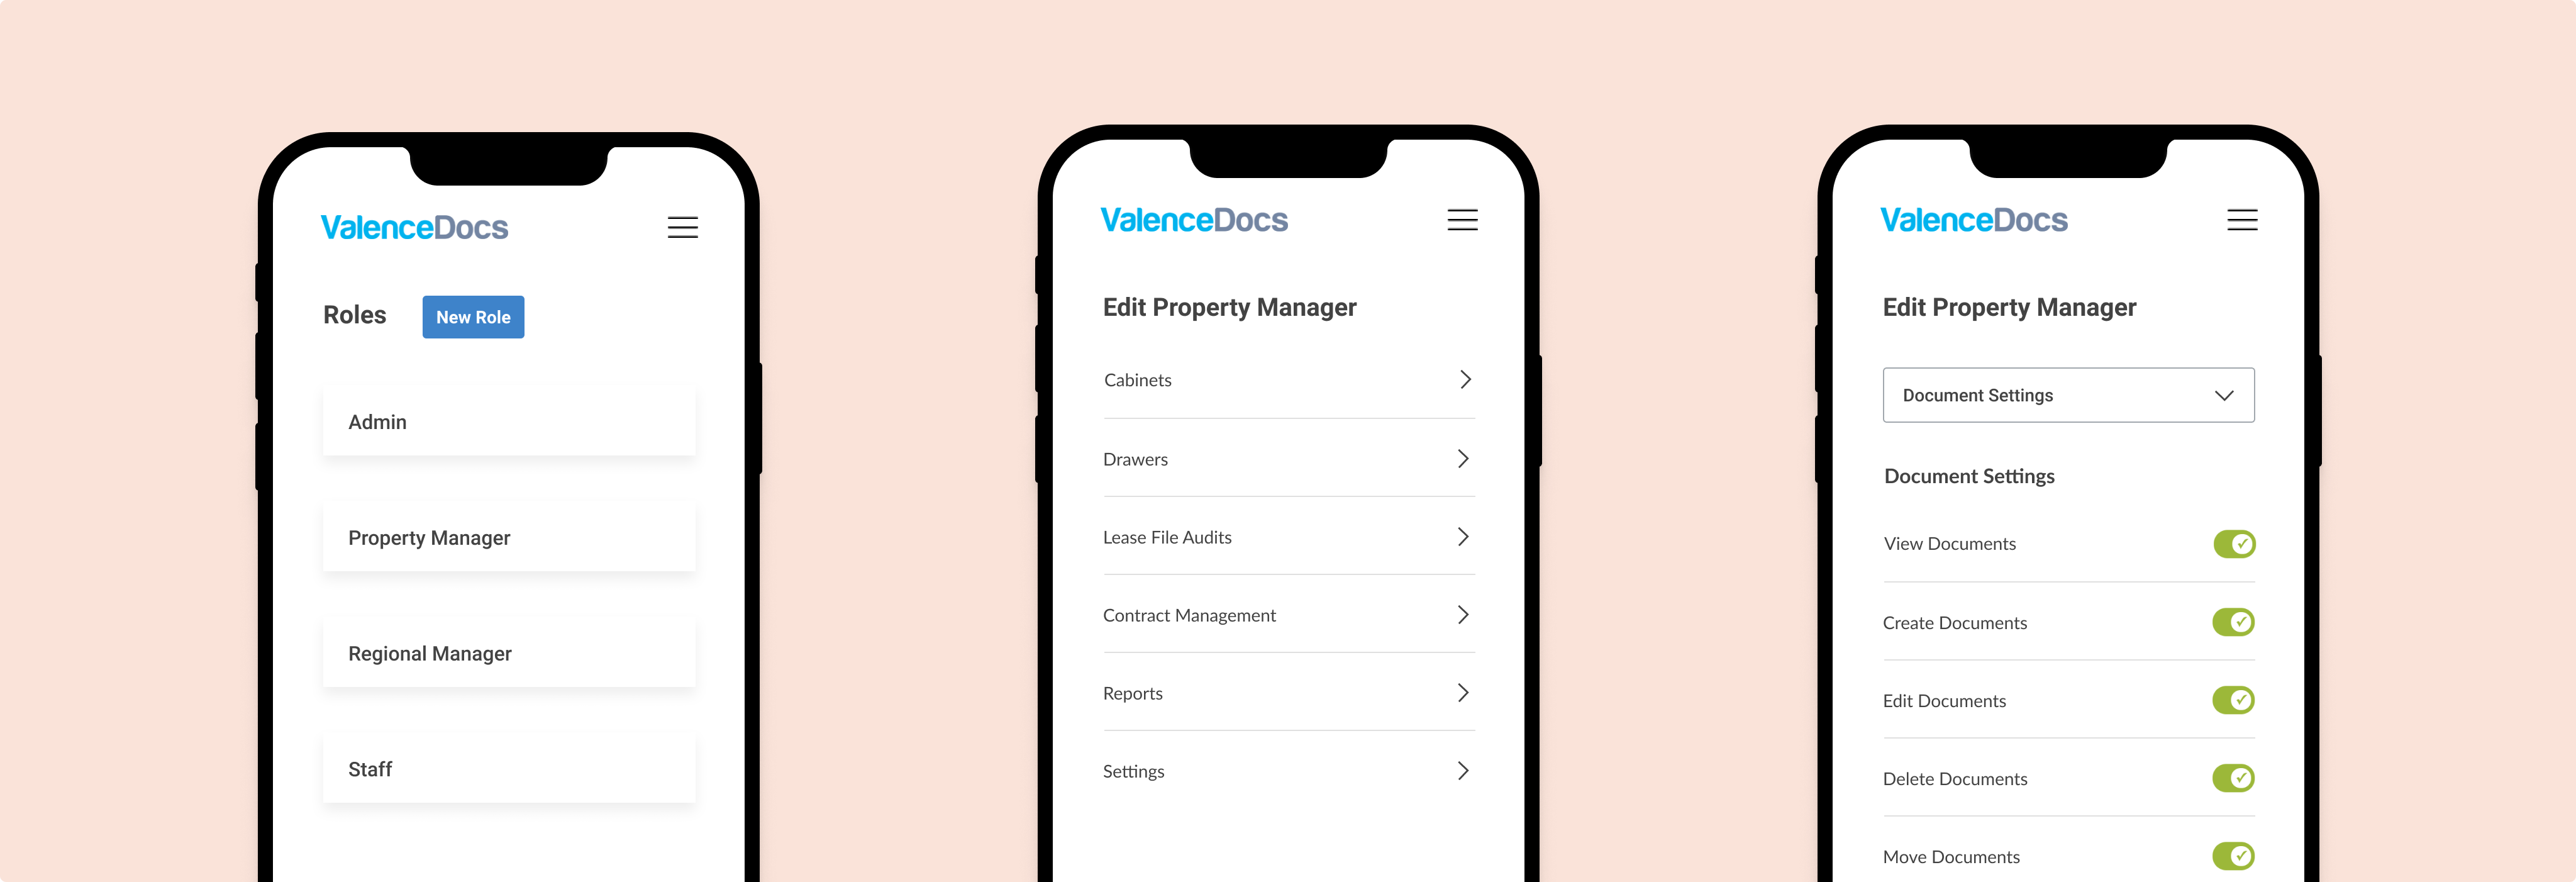 ValenceDocs
Roles
New Role
Admin
Property Manager
Regional Manager
Staff
ValenceDocs
Edit Property Manager
Cabinets
Drawers
Lease File Audits
Contract Management
Reports
Settings
ValenceDocs
Edit Property Manager
Document Settings
Document Settings
View Documents
Create Documents
Edit Documents
Delete Documents
Move Documents